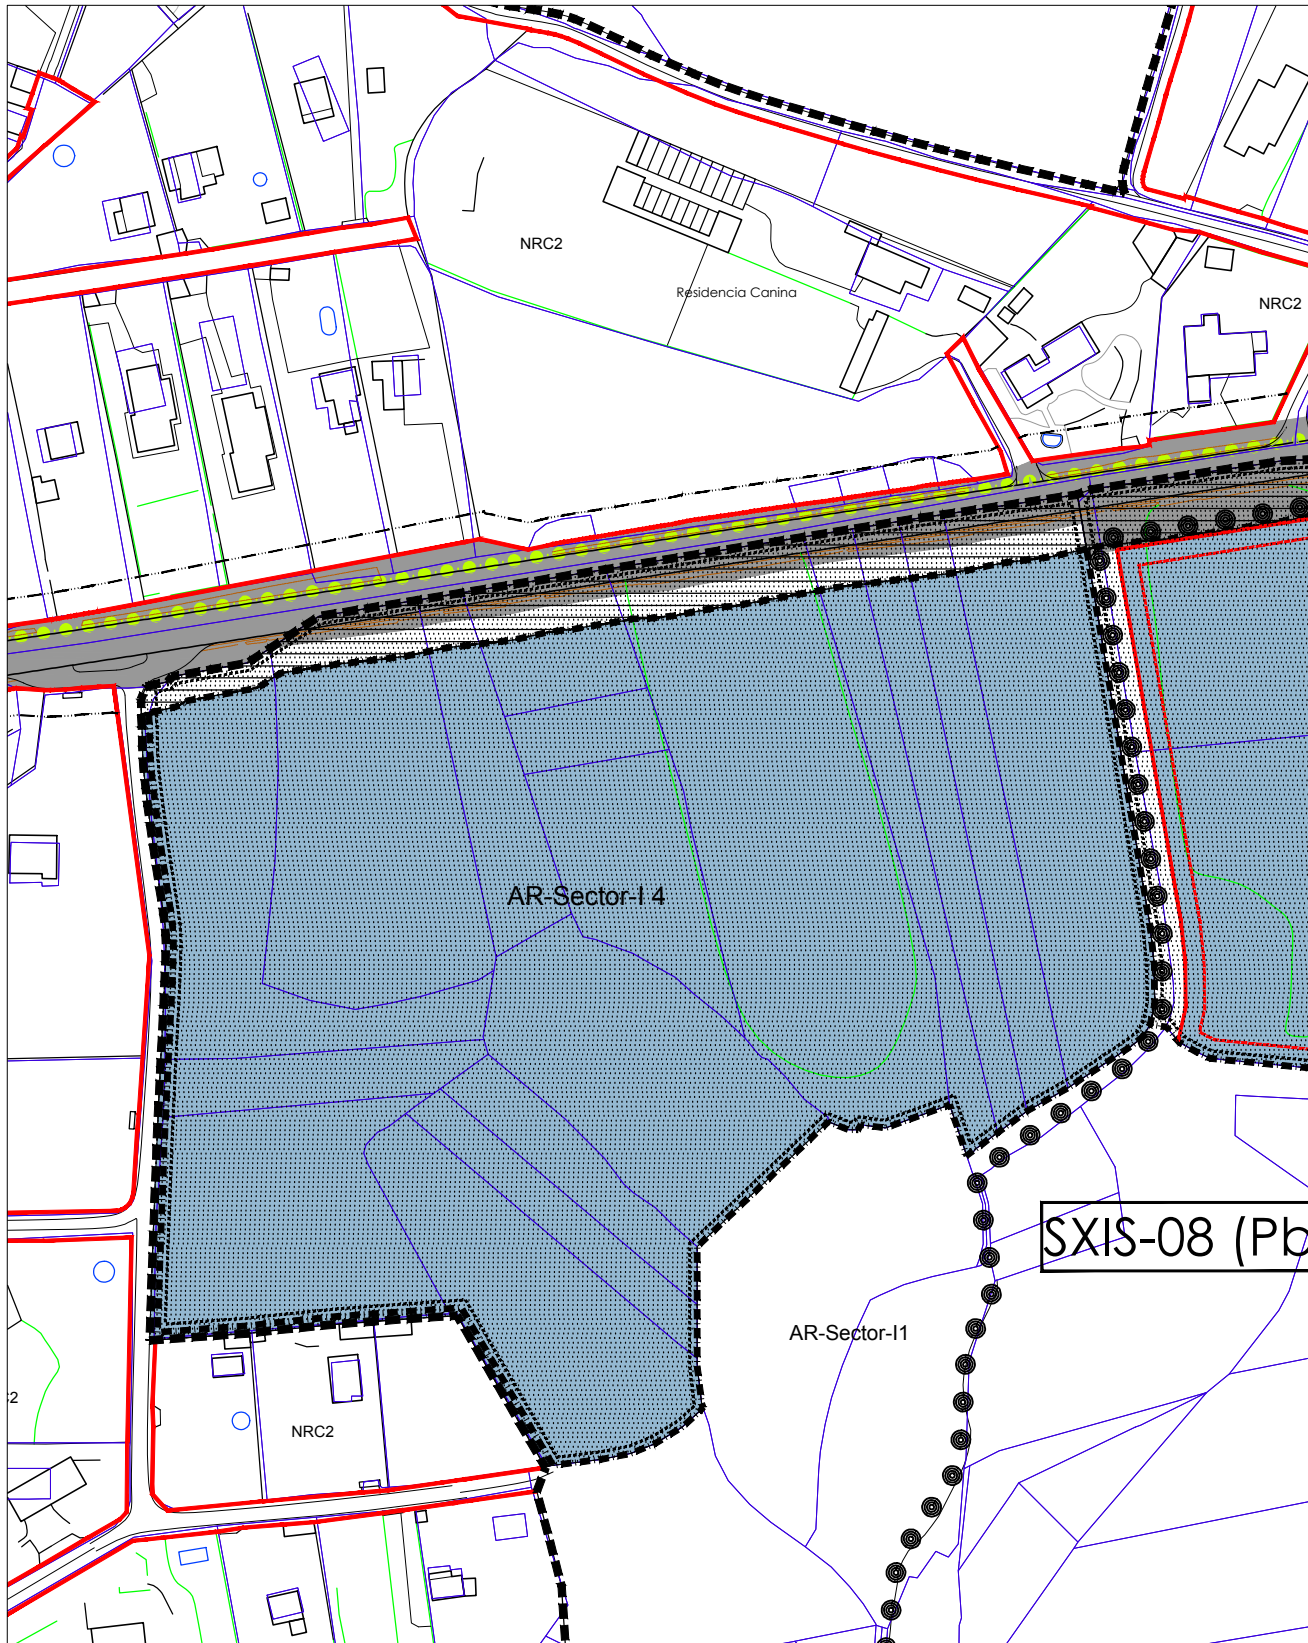 NRC2
Residencia Canina
NRC2
AR-Sector-I 4
SXIS-08 (Pb
AR-Sector-I1
NRC2